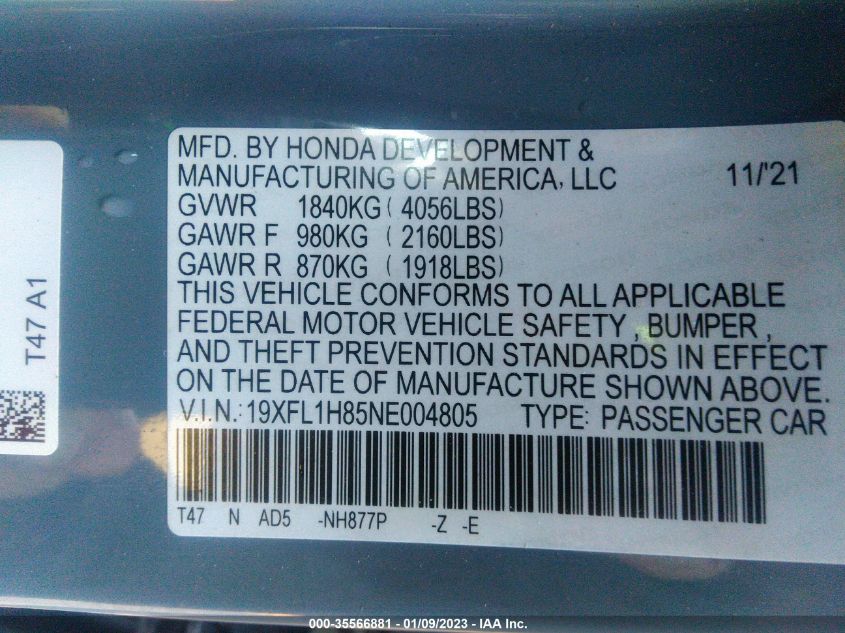 MFD. BY HONDA DEVELOPMENT &
MANUFACTURING OF AMERICA, LLC 11/'21
GVWR 1840KG ( 4056LBS)
GAWR F 980KG ( 2160LBS)
GAWR R 870KG ( 1918LBS)
THIS VEHICLE CONFORMS TO ALL APPLICABLE
FEDERAL MOTOR VEHICLE SAFETY , BUMPER ,
AND THEFT PREVENTION STANDARDS IN EFFECT
ON THE DATE OF MANUFACTURE SHOWN ABOVE.
V.I.N.: 19XFL1H85NE004805 TYPE: PASSENGER CAR
T47 N AD5 -NH877P -Z -E
T47 A1
000-35566881 — 01/09/2023 — IAA Inc.